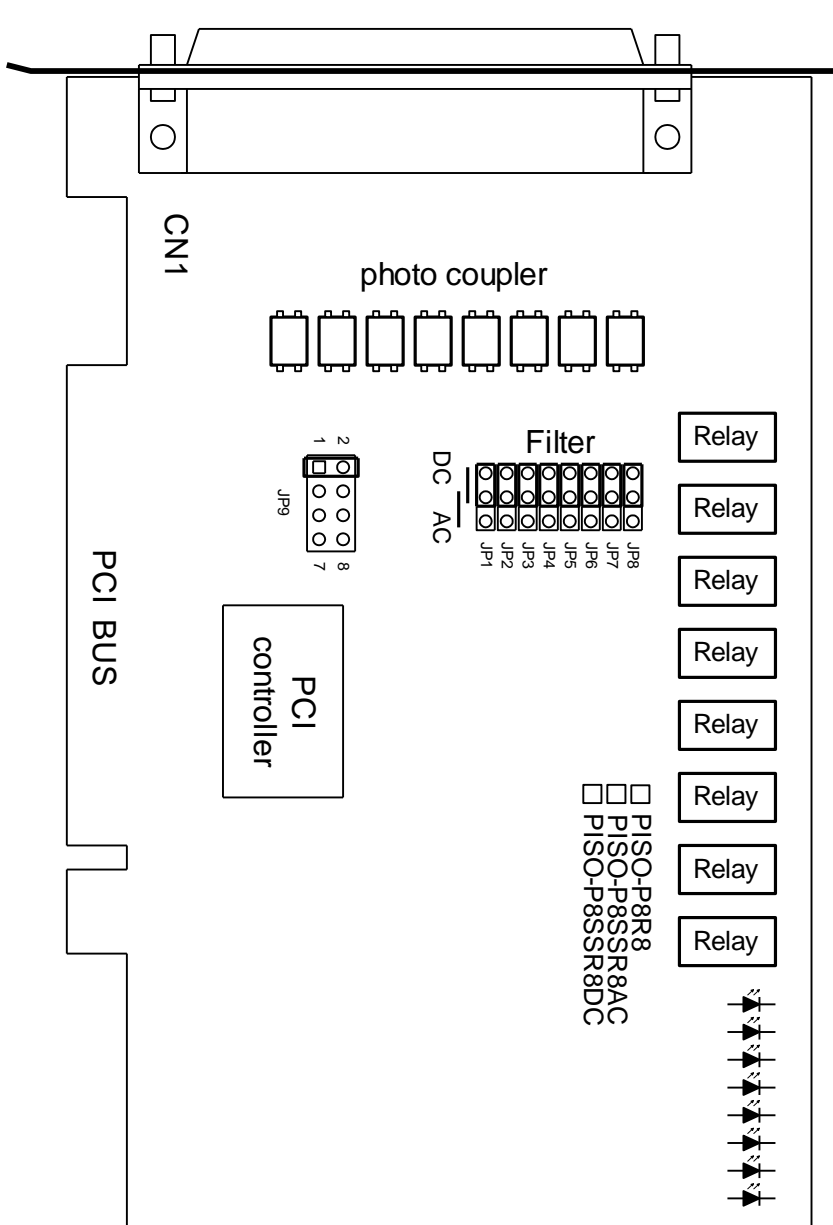 CN1
photo coupler
Relay
1 2
JP9
7 8
Filter
DC
AC
JP1 JP2 JP3 JP4 JP5 JP6 JP7 JP8
Relay
Relay
PCI BUS
PCI
controller
Relay
Relay
Relay
PISO-P8R8
PISO-P8SSR8AC
PISO-P8SSR8DC
Relay
Relay